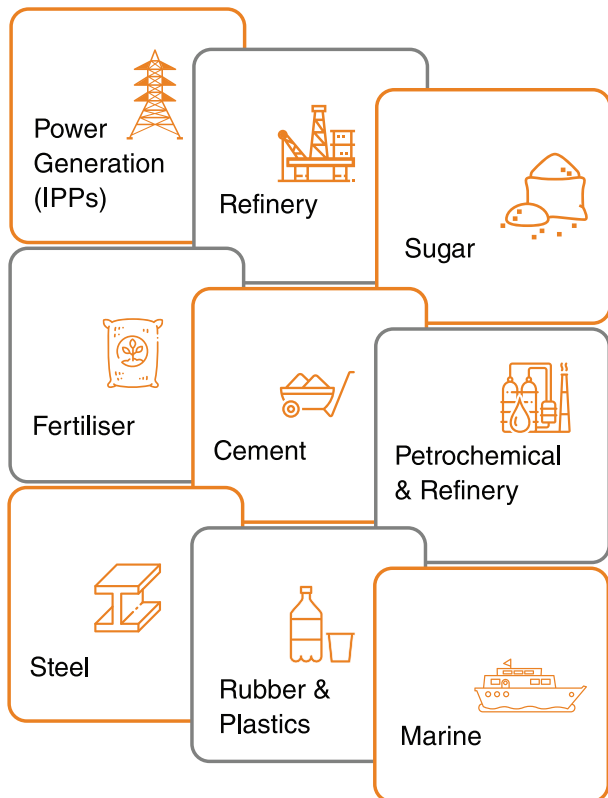 Power
Generation
(IPPs)
Refinery
Sugar
Fertiliser
Cement
Petrochemical
& Refinery
Steel
Rubber &
Plastics
Marine